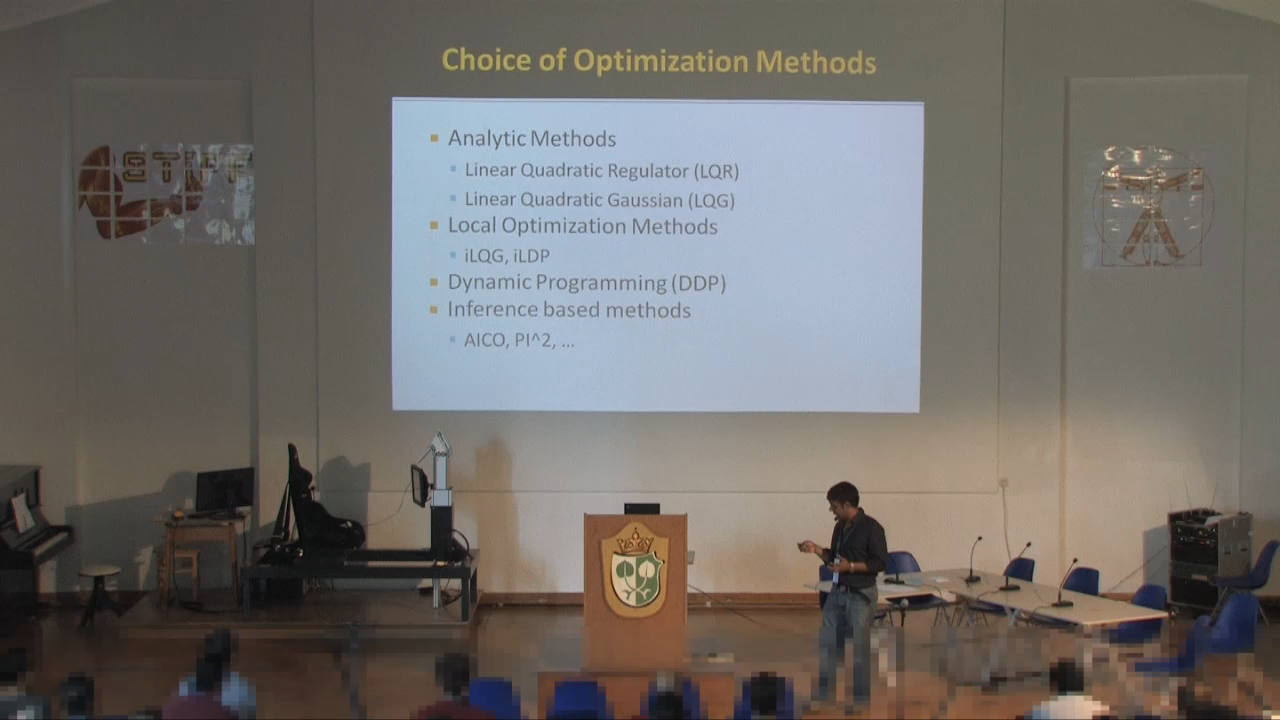 Choice of Optimization Methods
Analytic Methods
Linear Quadratic Regulator (LQR)
Linear Quadratic Gaussian (LQG)
Local Optimization Methods
iLQG, iLDP
Dynamic Programming (DDP)
Inference based methods
AICO, PI^2, ...
STIFF